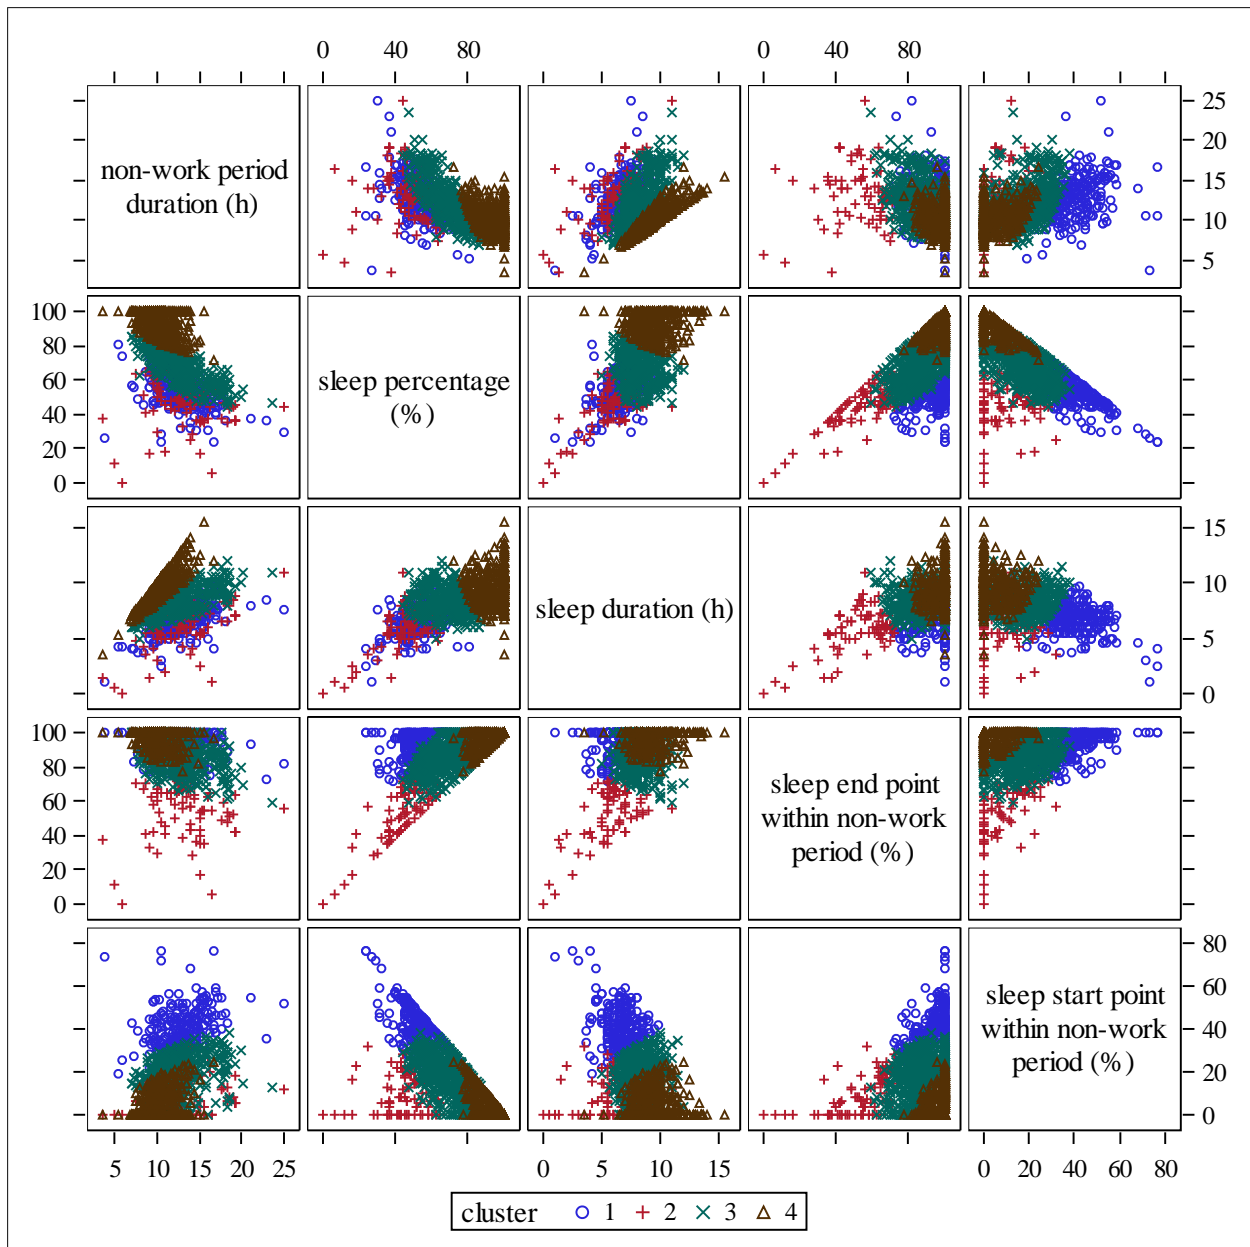 0 40 80 0 80
non-work period
duration (h)
25
20
15
10
5
100
80
60
40
20
0
sleep percentage
(%)
sleep duration (h)
15
10
5
0
100
80
60
40
20
0
sleep end point
within non-work
period (%)
sleep start point
within non-work
period (%)
80
60
40
20
0
5 10 15 20 25 0 5 10 15 0 20 40 60 80
cluster 1 2 3 4